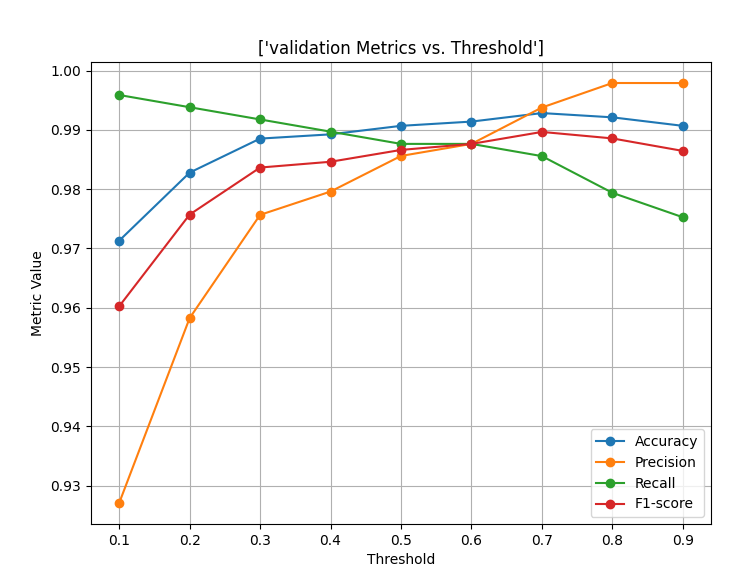 ['validation Metrics vs. Threshold']
1.00
0.99
0.98
0.97
0.96
0.95
0.94
0.93
Metric Value
Accuracy
Precision
Recall
F1-score
0.1 0.2 0.3 0.4 0.5 0.6 0.7 0.8 0.9
Threshold